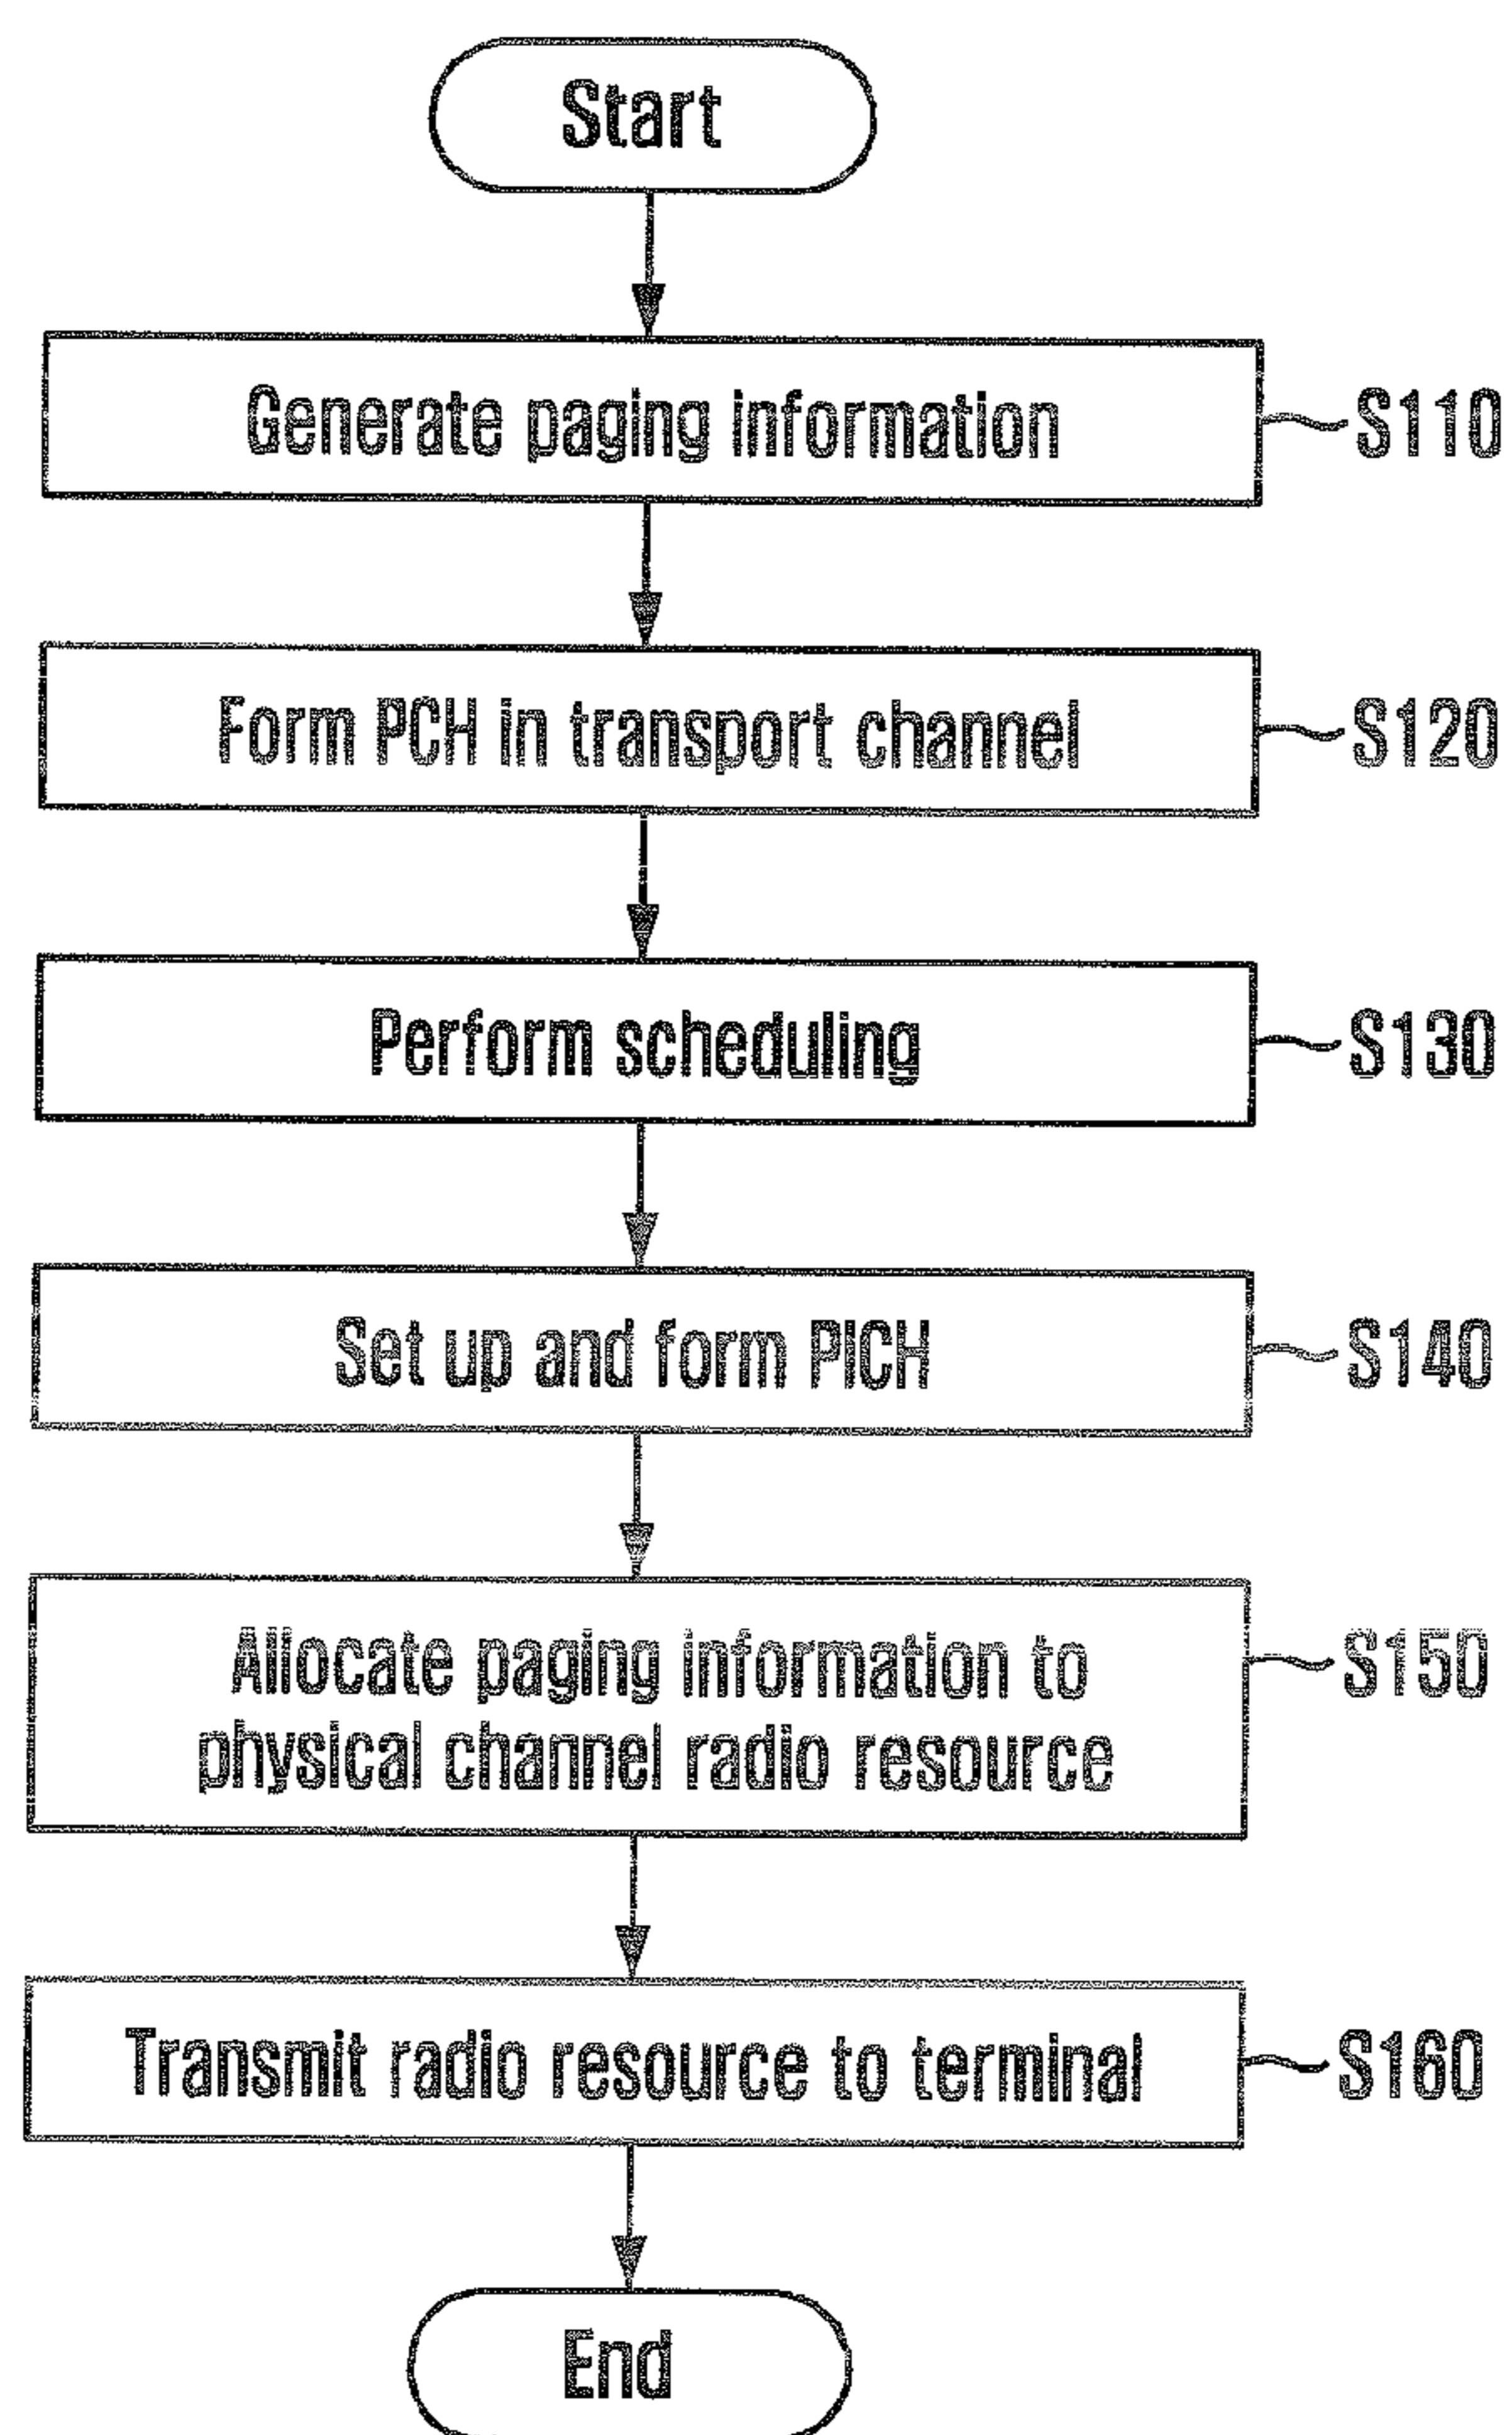 Start
Generate paging information
S110
Form PCH in transport channel
S120
Perform scheduling
S130
Set up and form PICH
S140
Allocate paging information to
physical channel radio resource
S150
Transmit radio resource to terminal
S160
End